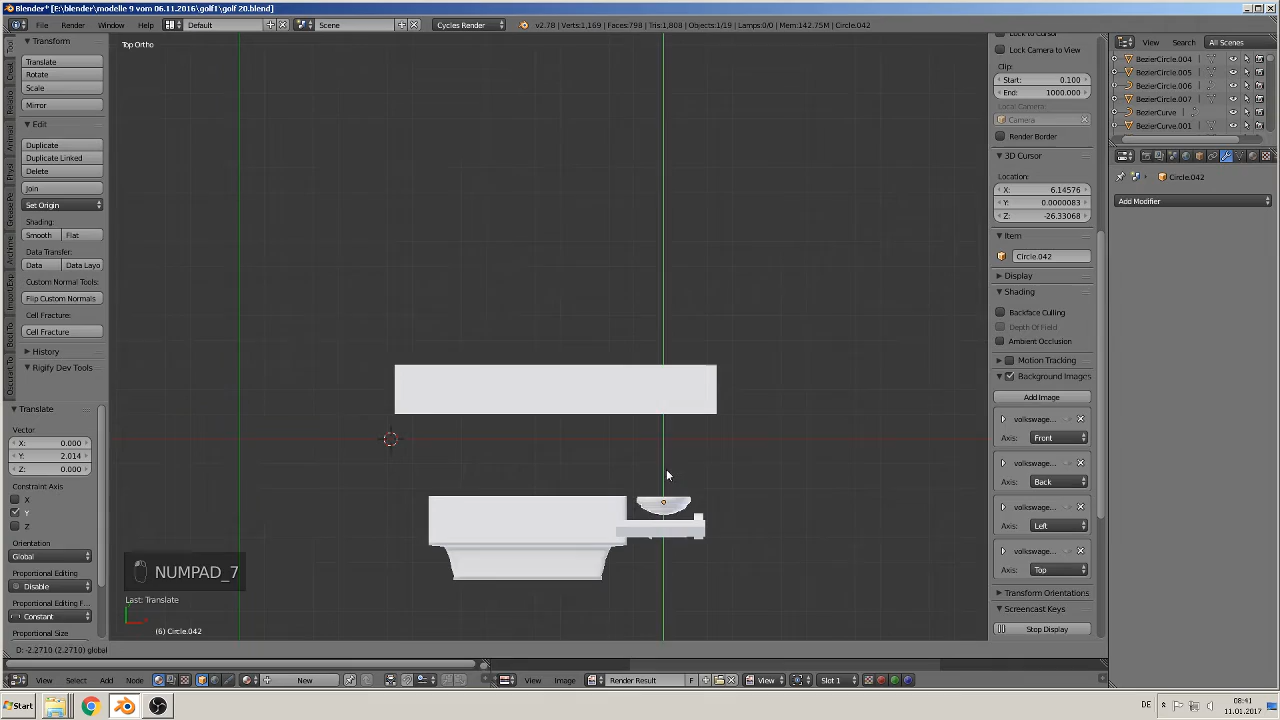 Blender* [E:\blender\modelle 9 vom 06.11.2016\golf1\golf 20.blend]
File Render Window Help Default Scene Cycles Render v2.78 | Verts:1,169 | Faces:798 | Tris:1,808 | Objects:1/19 | Lamps:0/0 | Mem:142.75M | Circle.042
Top Ortho
Transform
Translate
Rotate
Scale
Mirror
Edit
Duplicate
Duplicate Linked
Delete
Join
Set Origin
Shading:
Smooth Flat
Data Transfer:
Data Data Layo
Custom Normal Tools:
Flip Custom Normals
Cell Fracture:
Cell Fracture
History
Rigify Dev Tools
Translate
Vector
X: 0.000
Y: 2.014
Z: 0.000
Constraint Axis
X
Y
Z
Orientation
Global
Proportional Editing
Disable
Proportional Editing F...
Constant
Proportional Size
NUMPAD_7
Last: Translate
(6) Circle.042
D: -2.2710 (2.2710) global
Lock to Cursor
Lock Camera to View
Clip:
Start: 0.100
End: 1000.000
Local Camera:
Camera
Render Border
3D Cursor
Location:
X: 6.14576
Y: 0.0000083
Z: -26.33068
Item
Circle.042
Display
Shading
Backface Culling
Depth Of Field
Ambient Occlusion
Motion Tracking
Background Images
Add Image
volkswage...
Axis: Front
volkswage...
Axis: Back
volkswage...
Axis: Left
volkswage...
Axis: Top
Transform Orientations
Screencast Keys
Stop Display
View Search All Scenes
BezierCircle.004
BezierCircle.005
BezierCircle.006
BezierCircle.007
BezierCurve
BezierCurve.001
Circle.042
Add Modifier
View Select Add Node New View Image Render Result F View Slot 1
Start DE 08:41
11.01.2017